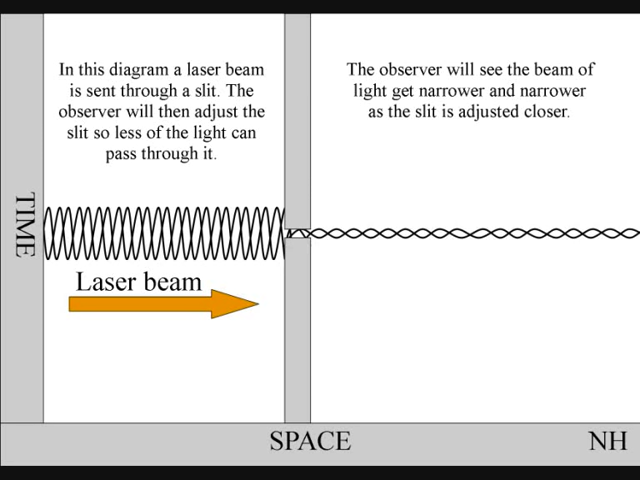 In this diagram a laser beam
is sent through a slit. The
observer will then adjust the
slit so less of the light can
pass through it.
The observer will see the beam of
light get narrower and narrower
as the slit is adjusted closer.
TIME
Laser beam
SPACE
NH